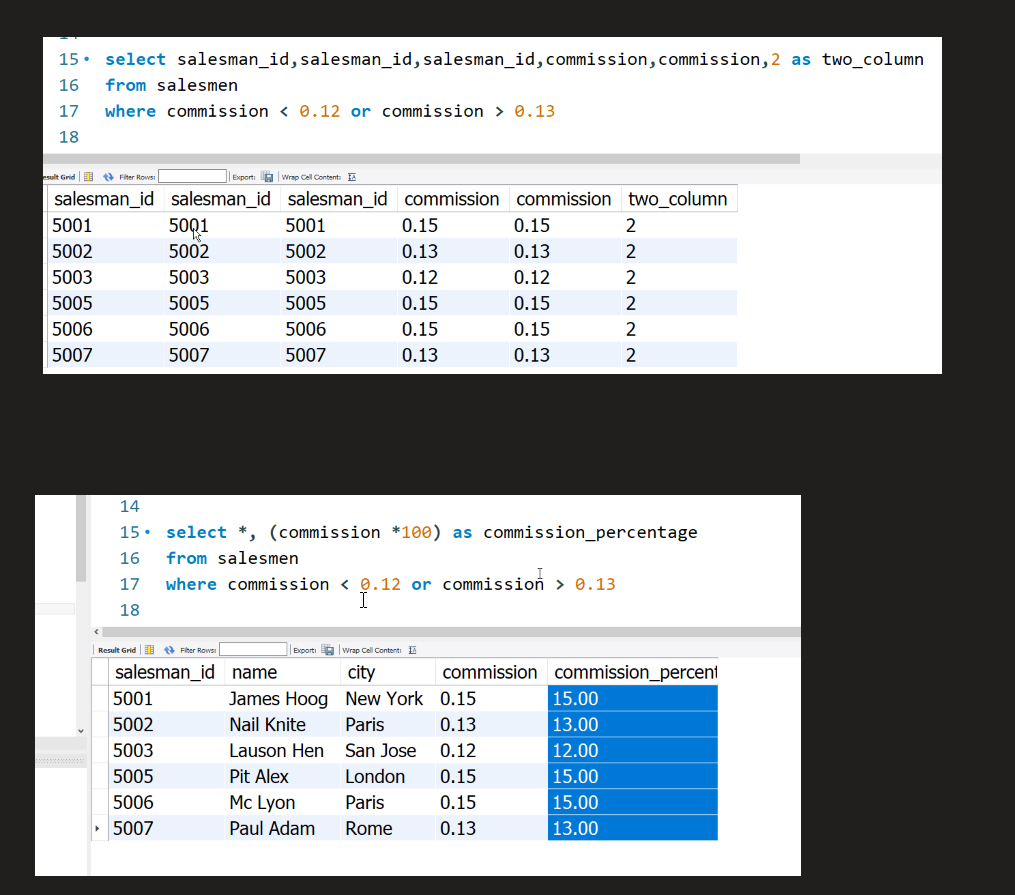 15 select salesman_id,salesman_id,salesman_id,commission,commission,2 as two_column
16 from salesmen
17 where commission < 0.12 or commission > 0.13
18
esult Grid Filter Rows: Export: Wrap Cell Content:
salesman_id salesman_id salesman_id commission commission two_column
5001 5001 5001 0.15 0.15 2
5002 5002 5002 0.13 0.13 2
5003 5003 5003 0.12 0.12 2
5005 5005 5005 0.15 0.15 2
5006 5006 5006 0.15 0.15 2
5007 5007 5007 0.13 0.13 2
14
15 select *, (commission *100) as commission_percentage
16 from salesmen
17 where commission < 0.12 or commission > 0.13
18
Result Grid Filter Rows: Export: Wrap Cell Content:
salesman_id name city commission commission_percent
5001 James Hoog New York 0.15 15.00
5002 Nail Knite Paris 0.13 13.00
5003 Lauson Hen San Jose 0.12 12.00
5005 Pit Alex London 0.15 15.00
5006 Mc Lyon Paris 0.15 15.00
5007 Paul Adam Rome 0.13 13.00